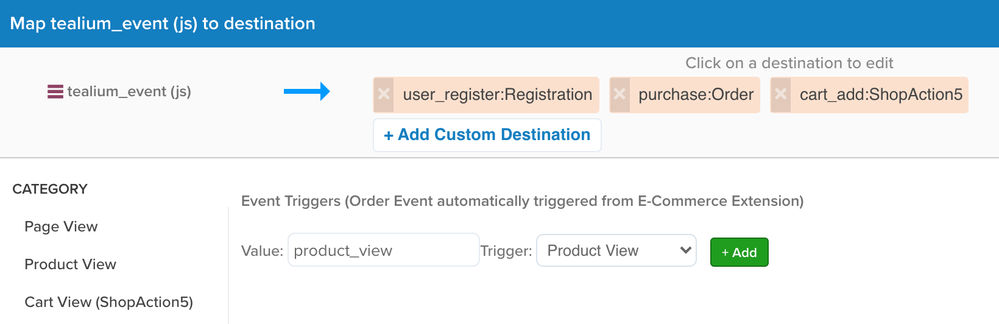 Map tealium_event (js) to destination
Click on a destination to edit
tealium_event (js)
× user_register:Registration × purchase:Order × cart_add:ShopAction5
+ Add Custom Destination
CATEGORY
Page View
Product View
Cart View (ShopAction5)
Event Triggers (Order Event automatically triggered from E-Commerce Extension)
Value: product_view Trigger: Product View + Add